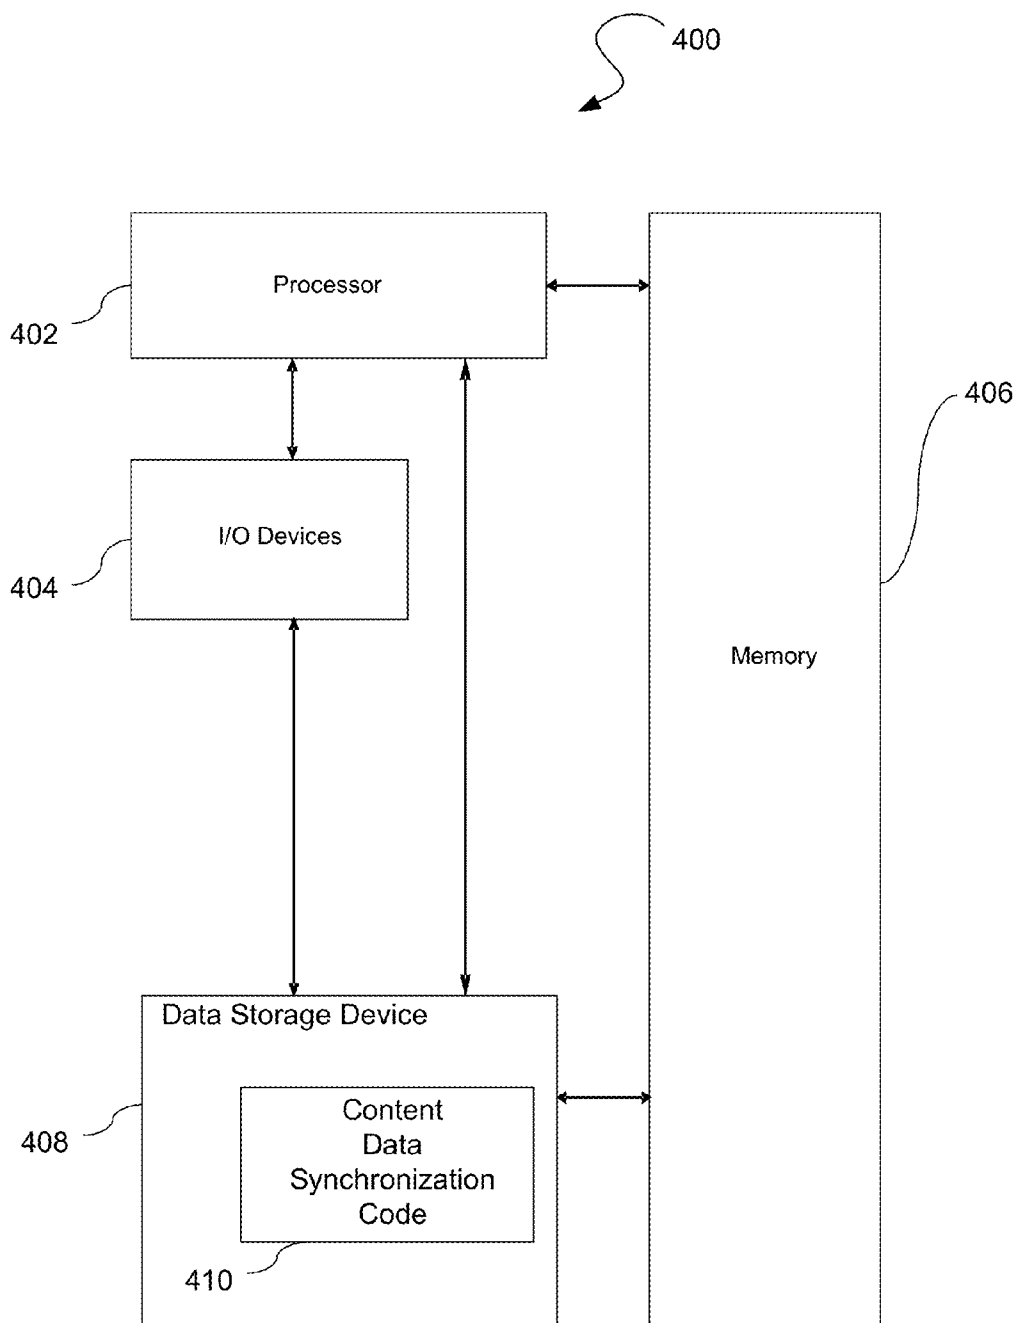 400
Processor
402
406
I/O Devices
404
Memory
Data Storage Device
Content
Data
Synchronization
Code
408
410